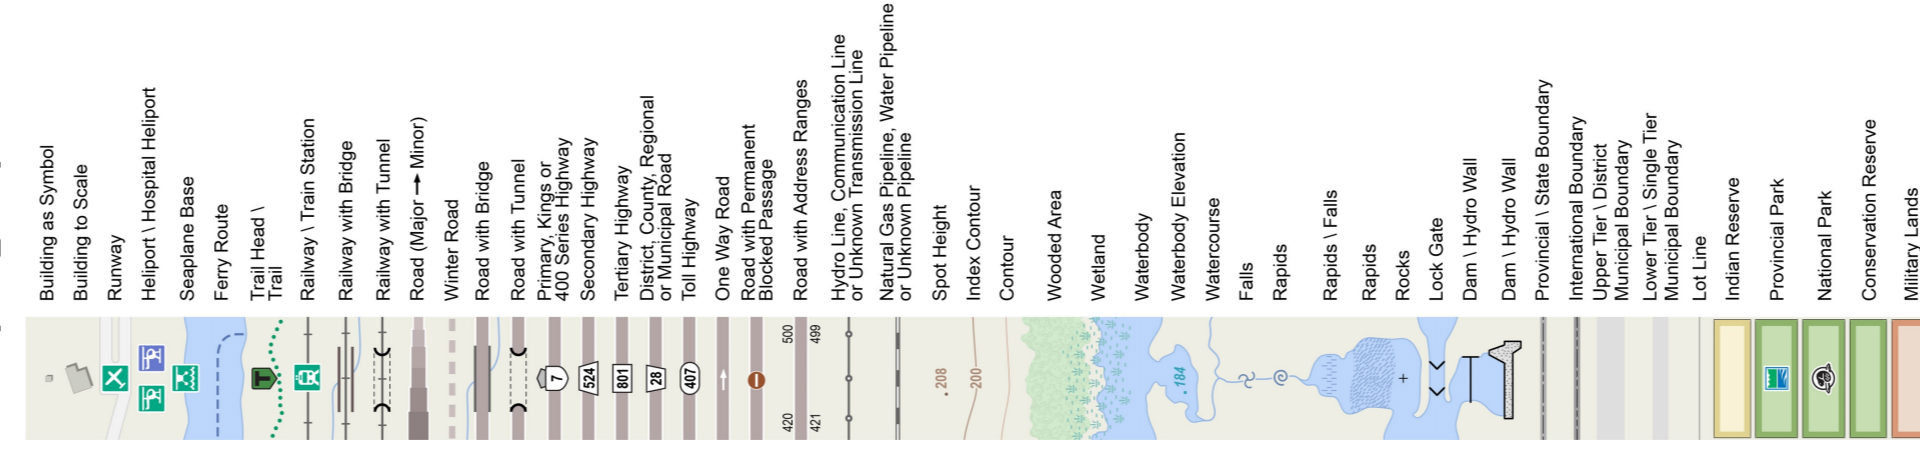 Building as Symbol
Building to Scale
Runway
Heliport \ Hospital Heliport
Seaplane Base
Ferry Route
Trail Head \
Trail
T
Railway \ Train Station
Railway with Bridge
Railway with Tunnel
Road (Major → Minor)
Winter Road
Road with Bridge
Road with Tunnel
Primary, Kings or
400 Series Highway
7
Secondary Highway
524
Tertiary Highway
801
District, County, Regional
or Municipal Road
28
Toll Highway
407
One Way Road
Road with Permanent
Blocked Passage
Road with Address Ranges
420 500
421 499
Hydro Line, Communication Line
or Unknown Transmission Line
Natural Gas Pipeline, Water Pipeline
or Unknown Pipeline
Spot Height
208
Index Contour
200
Contour
Wooded Area
Wetland
Waterbody
Waterbody Elevation
184
Watercourse
Falls
Rapids
Rapids \ Falls
Rapids
Rocks
Lock Gate
Dam \ Hydro Wall
Dam \ Hydro Wall
Provincial \ State Boundary
International Boundary
Upper Tier \ District
Municipal Boundary
Lower Tier \ Single Tier
Municipal Boundary
Lot Line
Indian Reserve
Provincial Park
National Park
Conservation Reserve
Military Lands